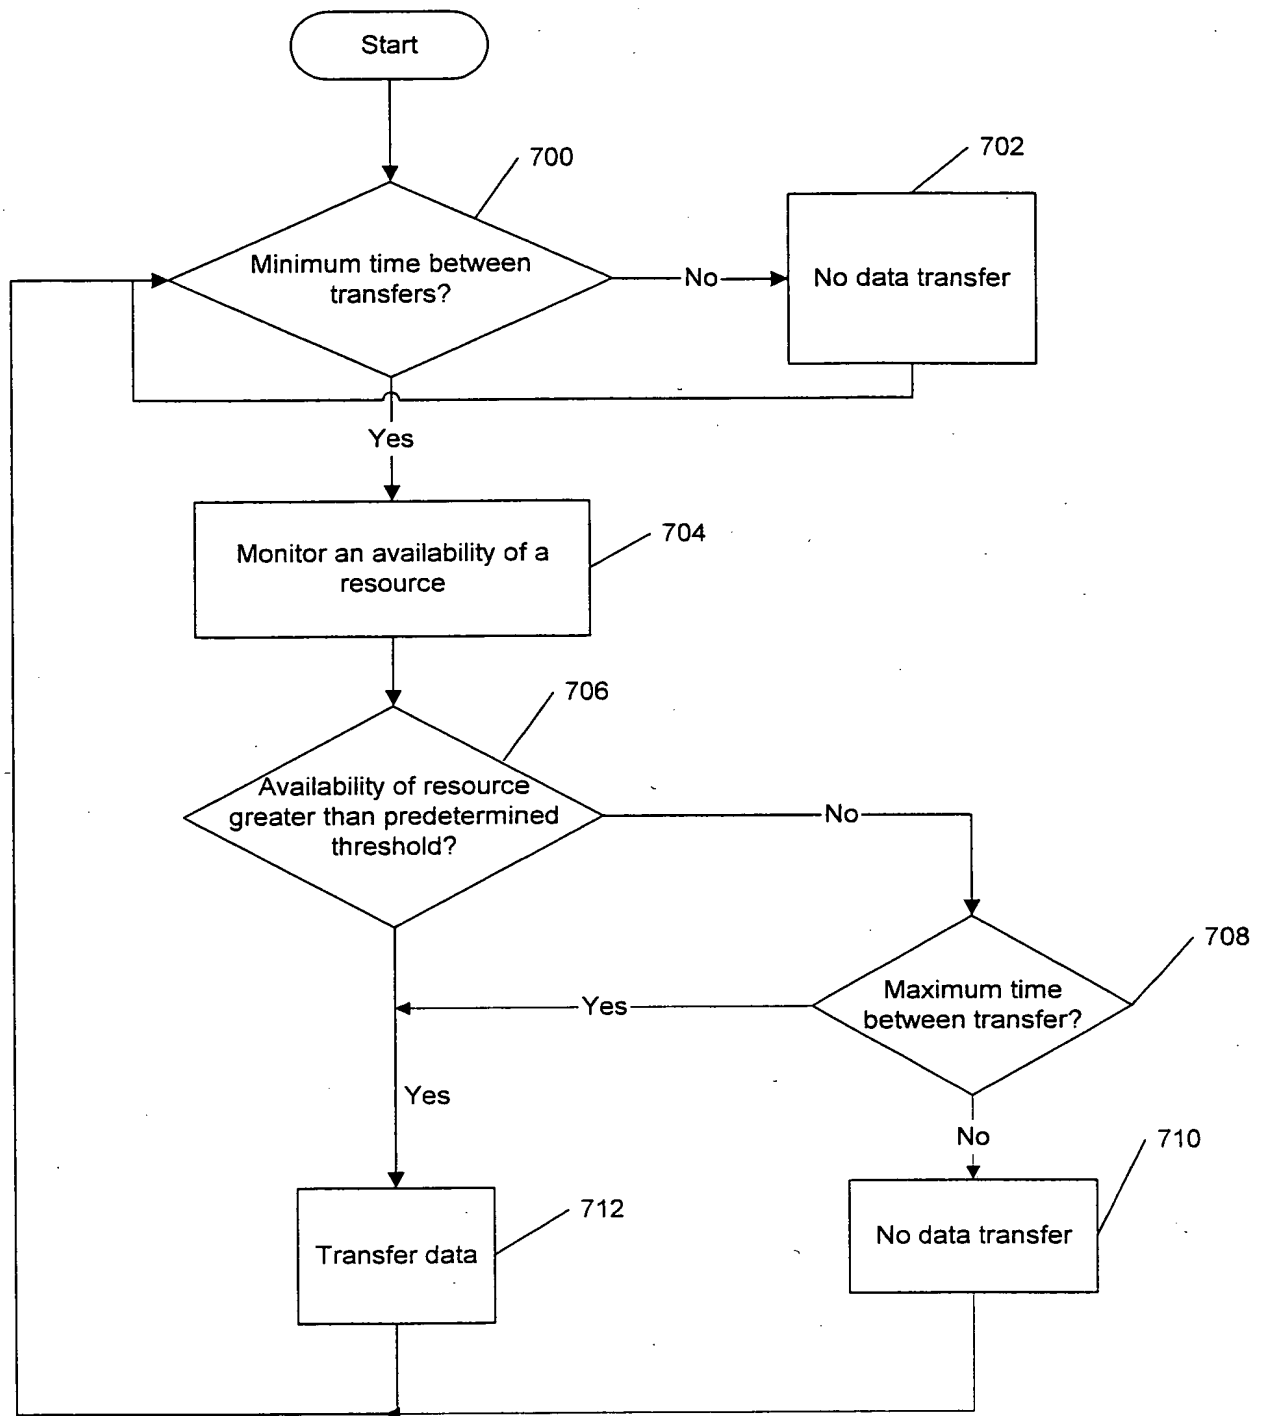 Start
700
702
Minimum time between
transfers?
No
No data transfer
Yes
704
Monitor an availability of a
resource
706
Availability of resource
greater than predetermined
threshold?
No
708
Maximum time
between transfer?
Yes
Yes
No
710
712
No data transfer
Transfer data